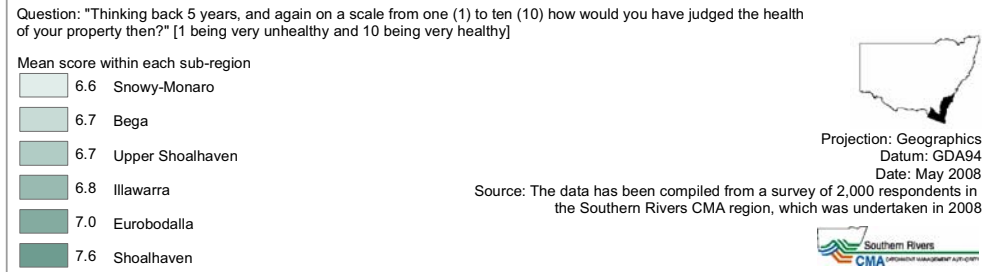 Question: "Thinking back 5 years, and again on a scale from one (1) to ten (10) how would you have judged the health
of your property then?" [1 being very unhealthy and 10 being very healthy]
Mean score within each sub-region
6.6 Snowy-Monaro
6.7 Bega
6.7 Upper Shoalhaven
6.8 Illawarra
7.0 Eurobodalla
7.6 Shoalhaven
Projection: Geographics
Datum: GDA94
Date: May 2008
Source: The data has been compiled from a survey of 2,000 respondents in
the Southern Rivers CMA region, which was undertaken in 2008
Southern Rivers
CMA CATCHMENT MANAGEMENT AUTHORITY